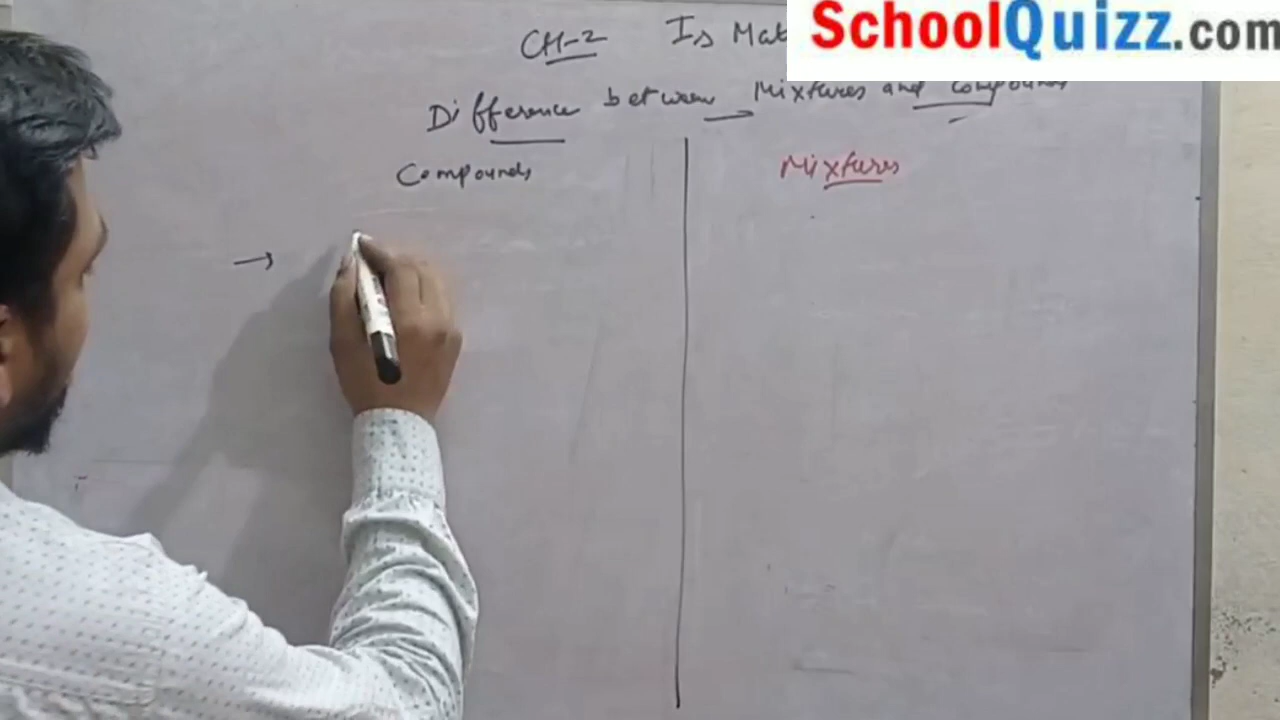 SchoolQuizz.com
CH-2 Is Mat
Difference between Mixtures and compounds
Compounds
Mixtures
→